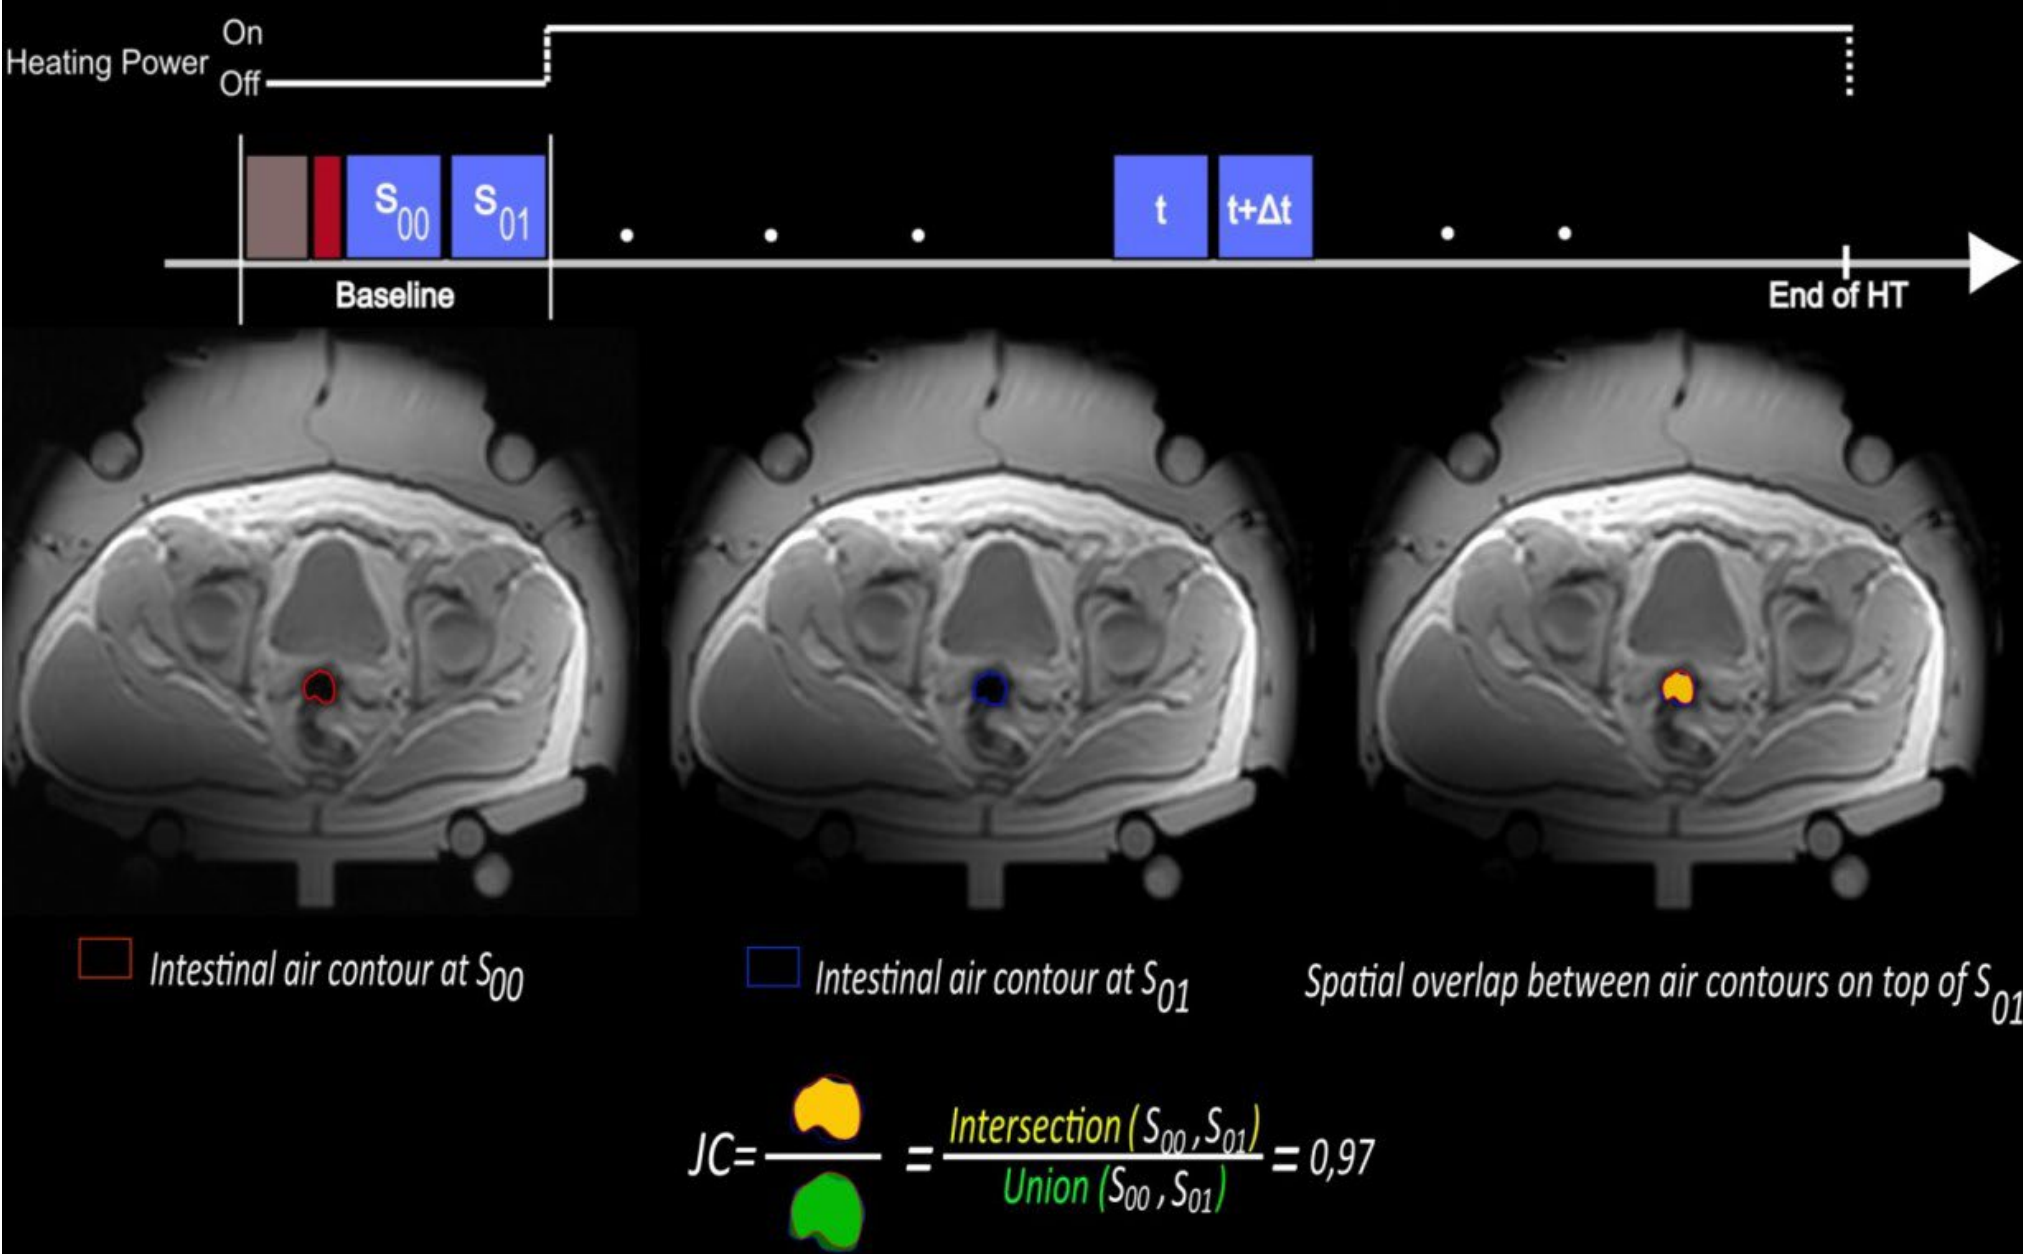 On
Heating Power
Off
S00 S01 t t+Δt
Baseline
End of HT
Intestinal air contour at S00
Intestinal air contour at S01
Spatial overlap between air contours on top of S01
JC= = Intersection (S00 ,S01) = 0,97
Union (S00 ,S01)